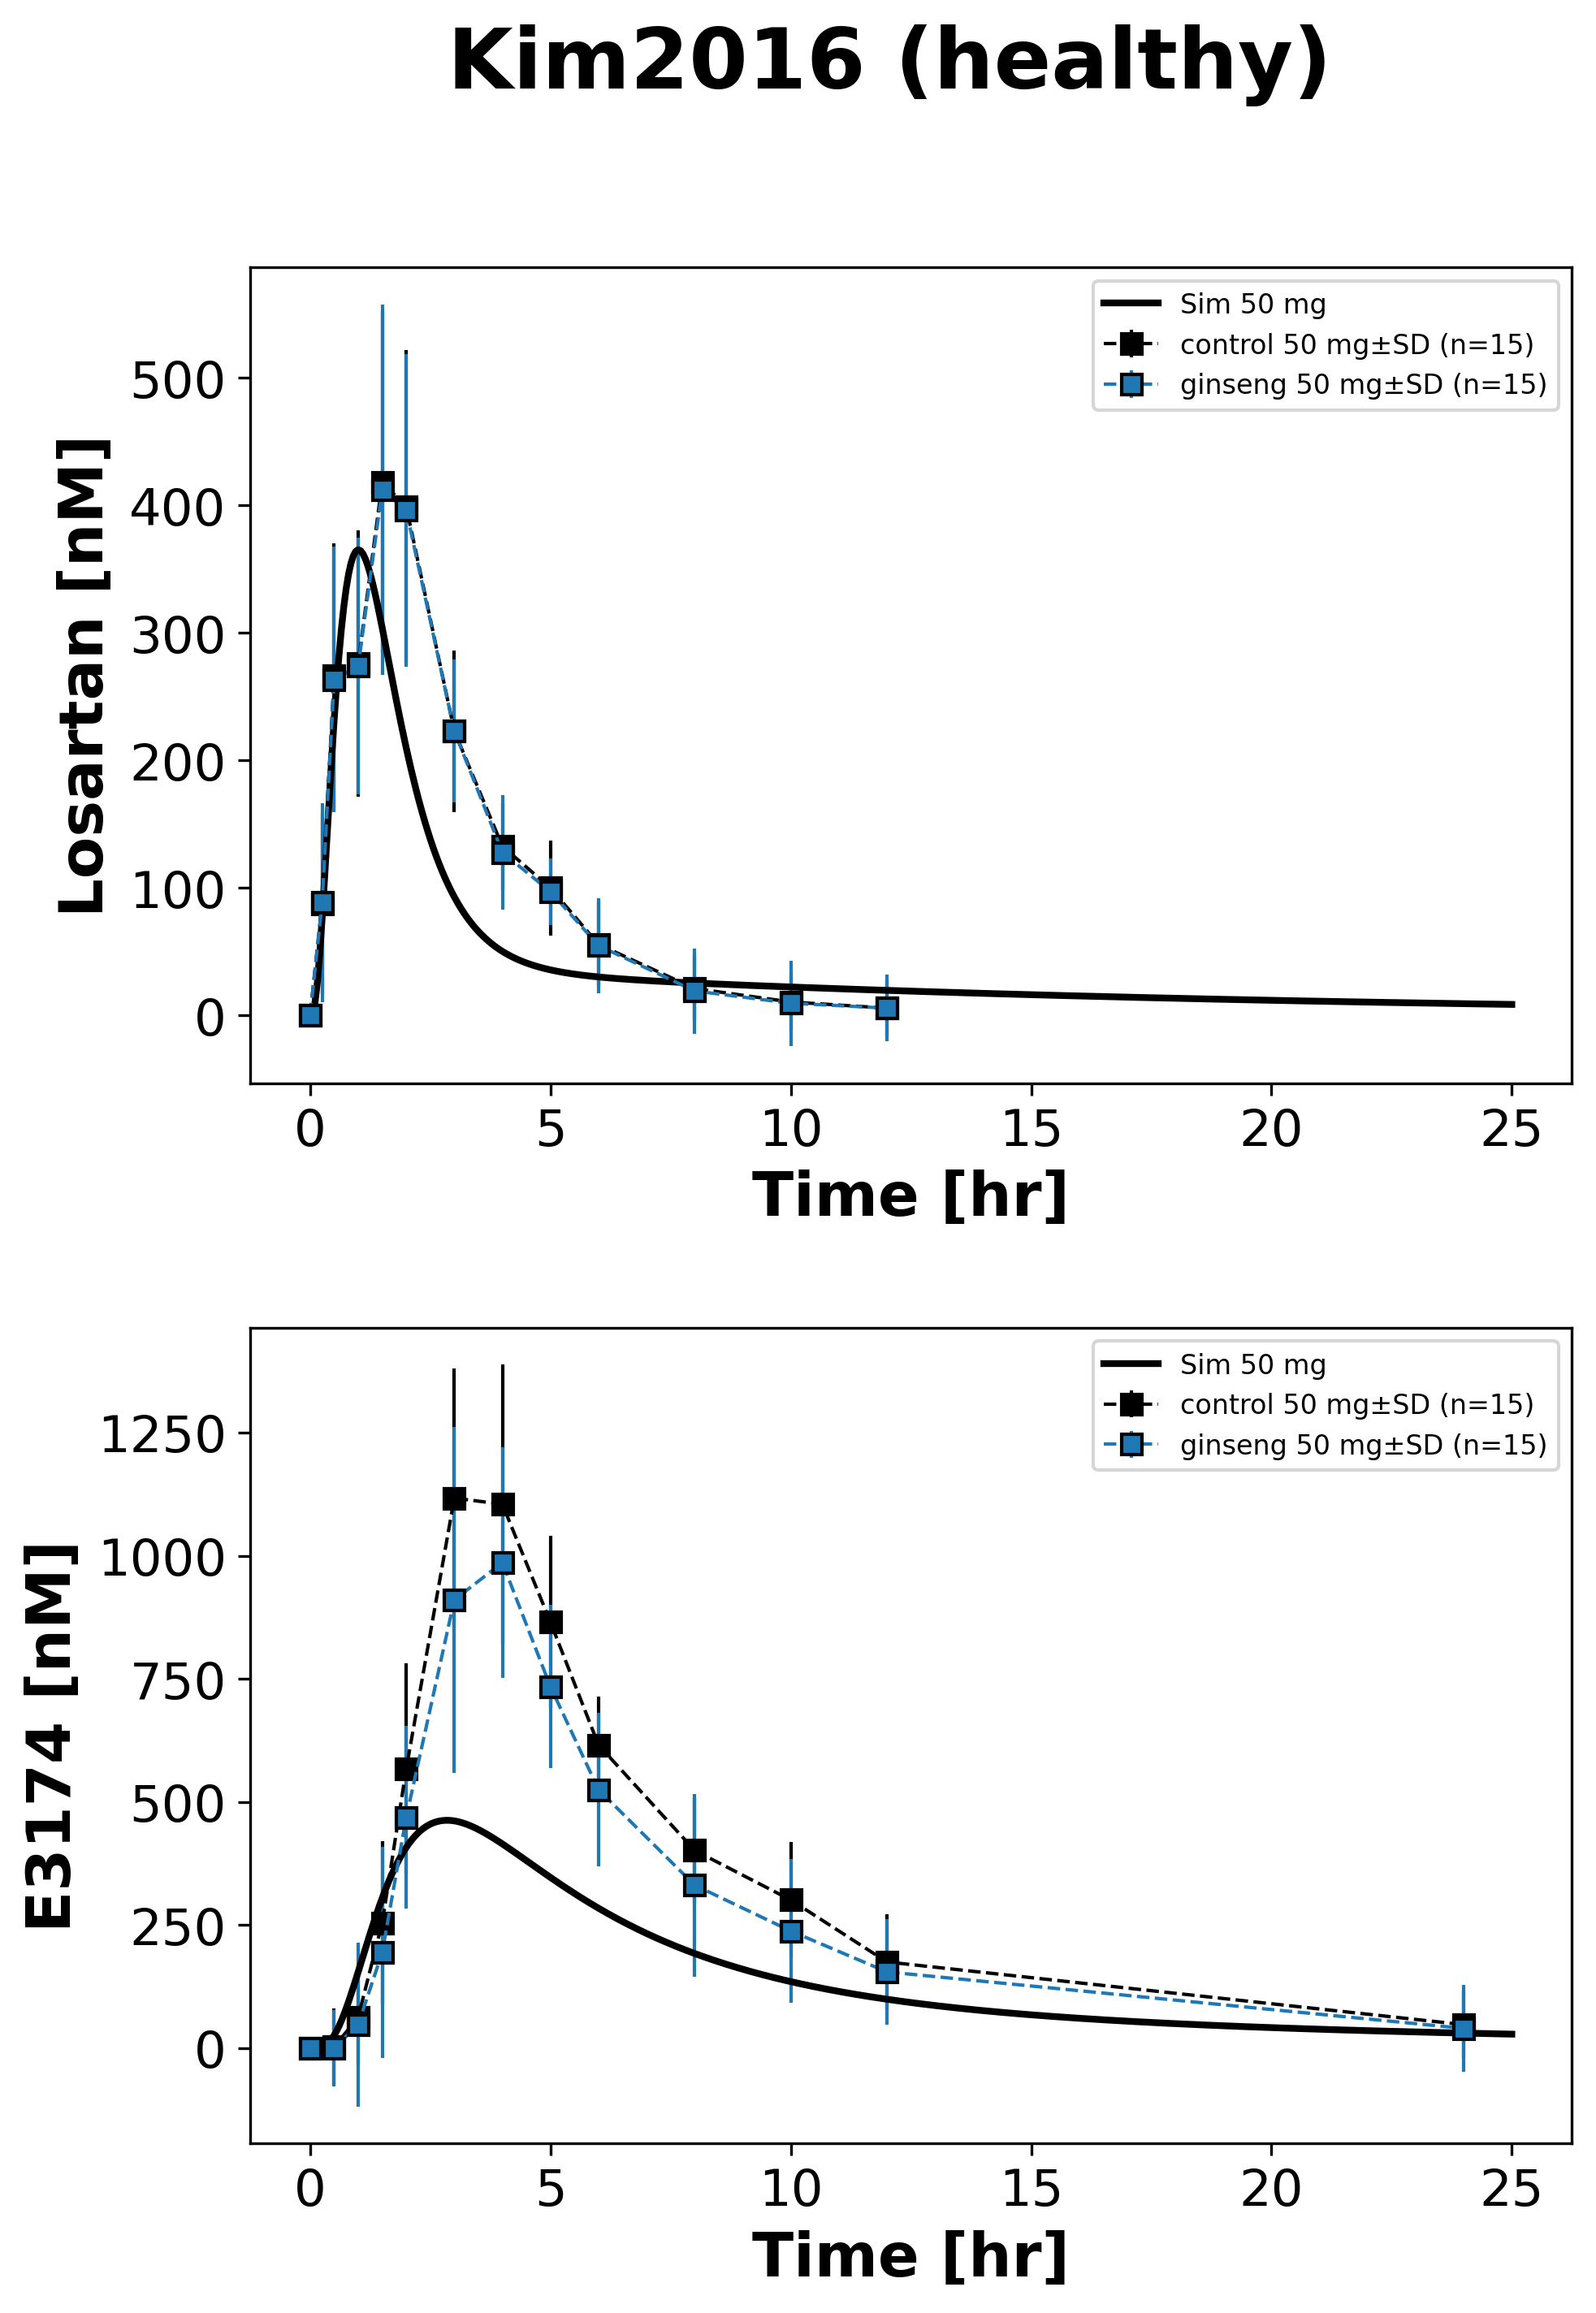 Kim2016 (healthy)
Losartan [nM]
500
400
300
200
100
0
Sim 50 mg
control 50 mg±SD (n=15)
ginseng 50 mg±SD (n=15)
0 5 10 15 20 25
Time [hr]
E3174 [nM]
1250
1000
750
500
250
0
Sim 50 mg
control 50 mg±SD (n=15)
ginseng 50 mg±SD (n=15)
0 5 10 15 20 25
Time [hr]